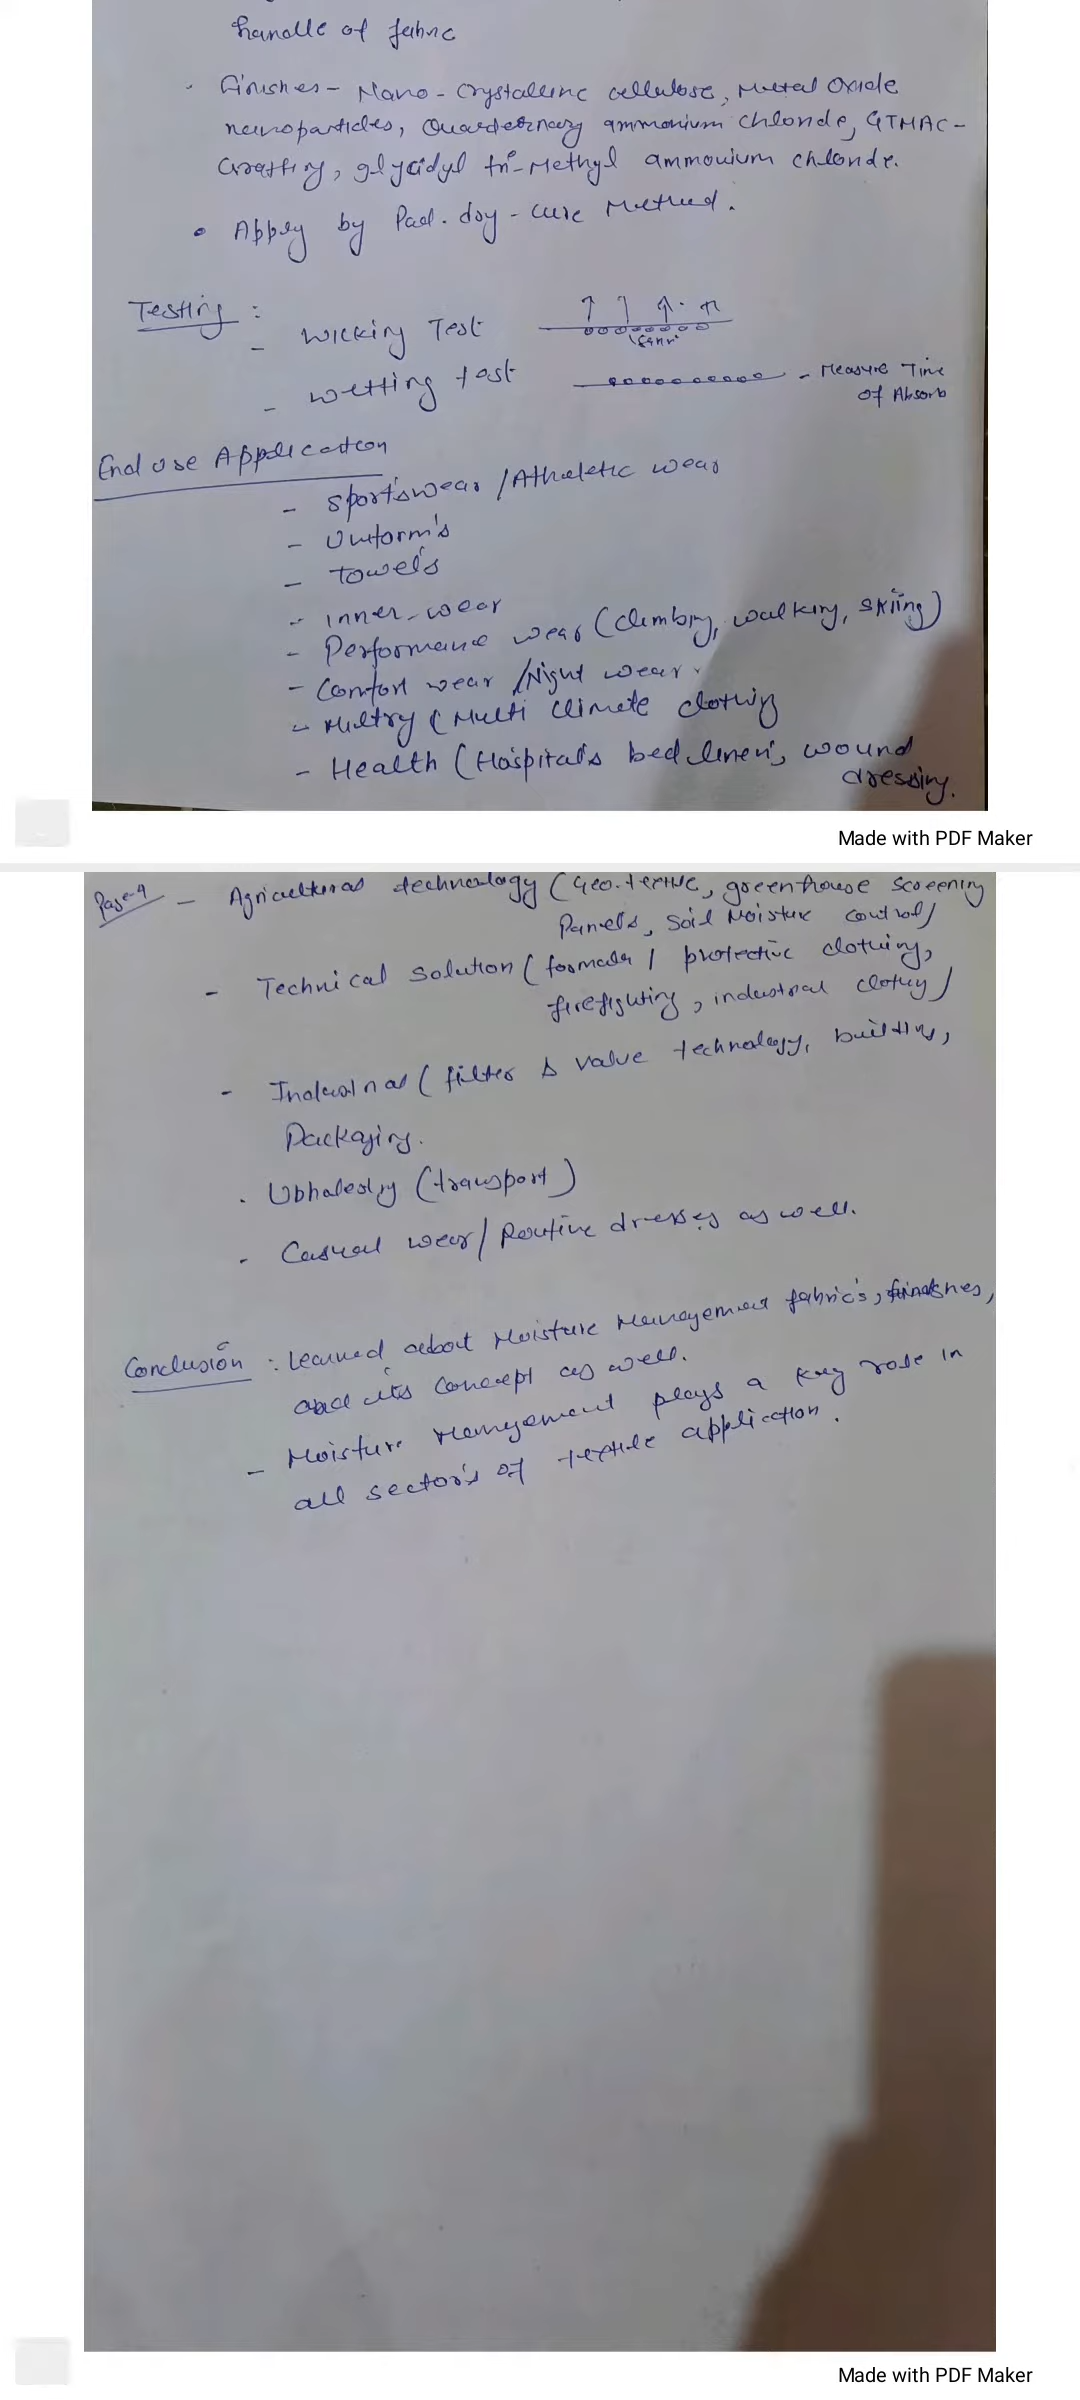 handle of fabric
· Finishes - Nano - Crystalline cellulose, Metal Oxide
nanoparticles, Quarternary ammonium chloride, GTMAC -
Grafting, glycidyl tri-Methyl ammonium chloride.
• Apply by Pad-dry-cure Method.
Testing :
- Wicking Test
- wetting test - Measure Time
of Absorb
End use Application
- Sport'swear / Athletic wear
- Uniform's
- Towel's
- inner-wear
- Performance wear (climbing, walking, skiing)
- Comfort wear / Night wear.
- Miltry ( Multi climate clothing
- Health ( Hospital's bed linen's, wound
dressing.
Made with PDF Maker
Page-4
- Agricultural technology ( Geo-textile, greenhouse screening
Panels, Soil Moisture control)
- Technical solution ( / protective clothing,
firefighting, industrial clothing)
- Industrial ( filter & valve technology, building,
Packaging.
- Upholestry (transport)
- Casual wear / Routine dresses as well.
Conclusion : Learned about Moisture Management fabric's, finishes,
and its concept as well.
- Moisture Management plays a key role in
all sector's of textile application.
Made with PDF Maker